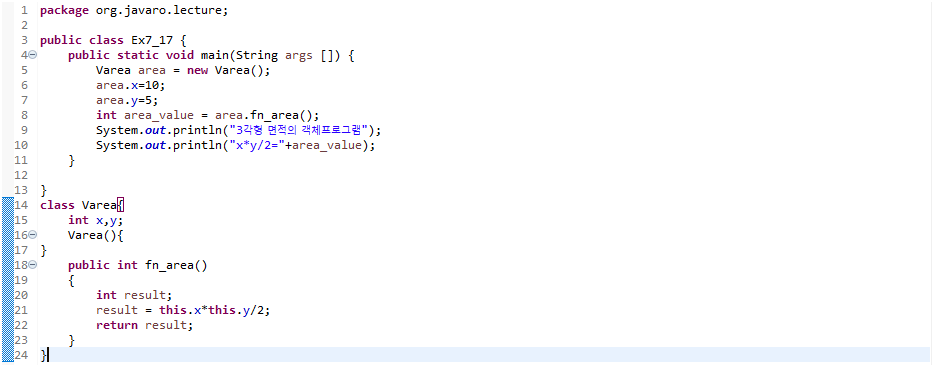 1 package org.javaro.lecture;
2
3 public class Ex7_17 {
4 public static void main(String args []) {
5 Varea area = new Varea();
6 area.x=10;
7 area.y=5;
8 int area_value = area.fn_area();
9 System.out.println("3각형 면적의 객체프로그램");
10 System.out.println("x*y/2="+area_value);
11 }
12
13 }
14 class Varea{
15 int x,y;
16 Varea(){
17 }
18 public int fn_area()
19 {
20 int result;
21 result = this.x*this.y/2;
22 return result;
23 }
24 }